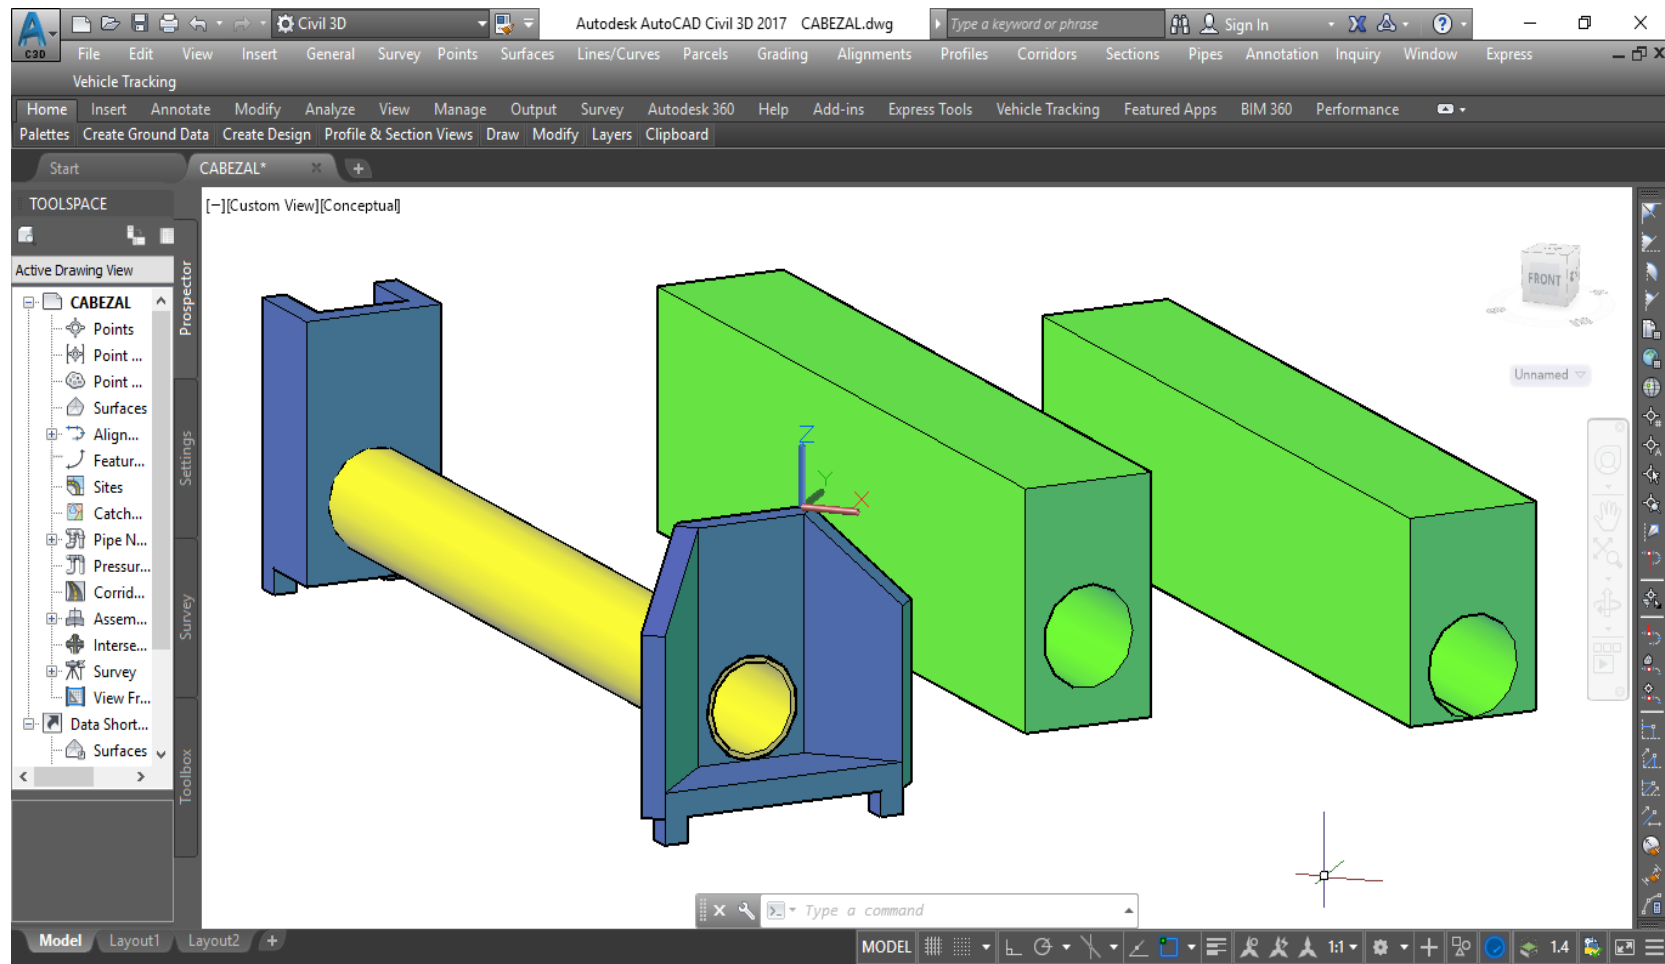 Civil 3D
Autodesk AutoCAD Civil 3D 2017 CABEZAL.dwg
Type a keyword or phrase
Sign In
C3D
File Edit View Insert General Survey Points Surfaces Lines/Curves Parcels Grading Alignments Profiles Corridors Sections Pipes Annotation Inquiry Window Express
Vehicle Tracking
Home Insert Annotate Modify Analyze View Manage Output Survey Autodesk 360 Help Add-ins Express Tools Vehicle Tracking Featured Apps BIM 360 Performance
Palettes Create Ground Data Create Design Profile & Section Views Draw Modify Layers Clipboard
Start CABEZAL*
TOOLSPACE
[−][Custom View][Conceptual]
Active Drawing View
CABEZAL
Points
Point ...
Point ...
Surfaces
Align...
Featur...
Sites
Catch...
Pipe N...
Pressur...
Corrid...
Assem...
Interse...
Survey
View Fr...
Data Short...
Surfaces
Prospector
Settings
Survey
Toolbox
Z
Y
X
FRONT
Unnamed
Type a command
Model Layout1 Layout2
MODEL 1:1 1.4